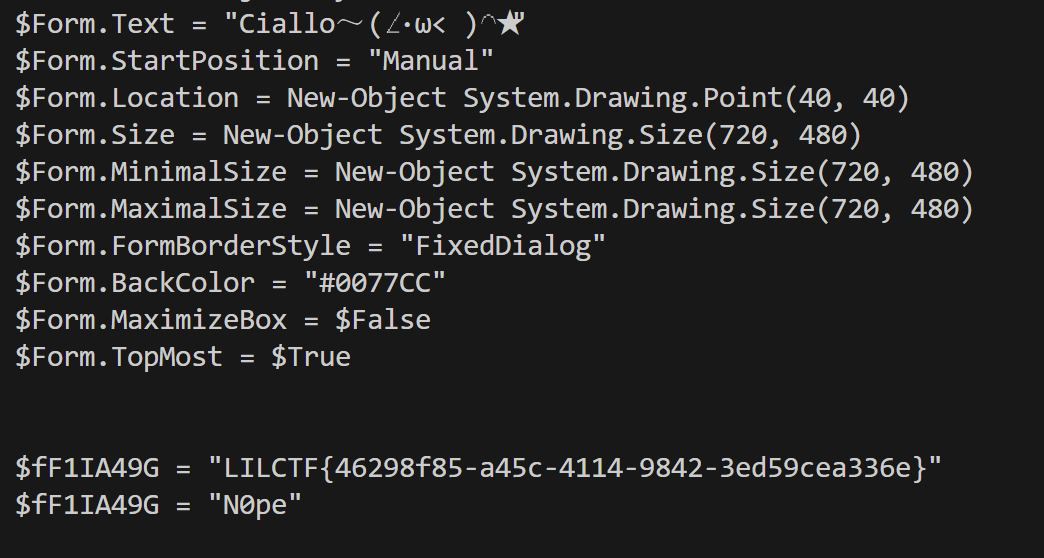 $Form.Text = "Ciallo～(∠・ω< )⌒★"
$Form.StartPosition = "Manual"
$Form.Location = New-Object System.Drawing.Point(40, 40)
$Form.Size = New-Object System.Drawing.Size(720, 480)
$Form.MinimalSize = New-Object System.Drawing.Size(720, 480)
$Form.MaximalSize = New-Object System.Drawing.Size(720, 480)
$Form.FormBorderStyle = "FixedDialog"
$Form.BackColor = "#0077CC"
$Form.MaximizeBox = $False
$Form.TopMost = $True
$fF1IA49G = "LILCTF{46298f85-a45c-4114-9842-3ed59cea336e}"
$fF1IA49G = "N0pe"